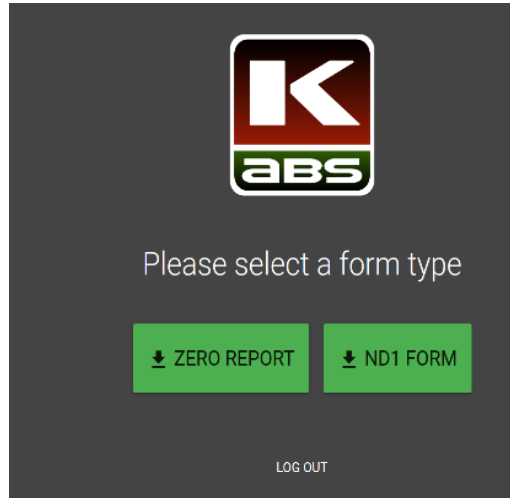 K
aBS
Please select a form type
ZERO REPORT
ND1 FORM
LOG OUT